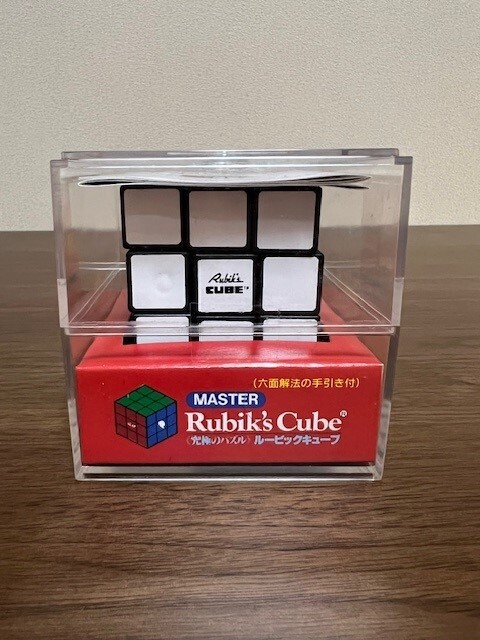 Rubik's
CUBE™
(六面解法の手引き付)
MASTER
Rubik's Cube®
《究極のパズル》ルービックキューブ